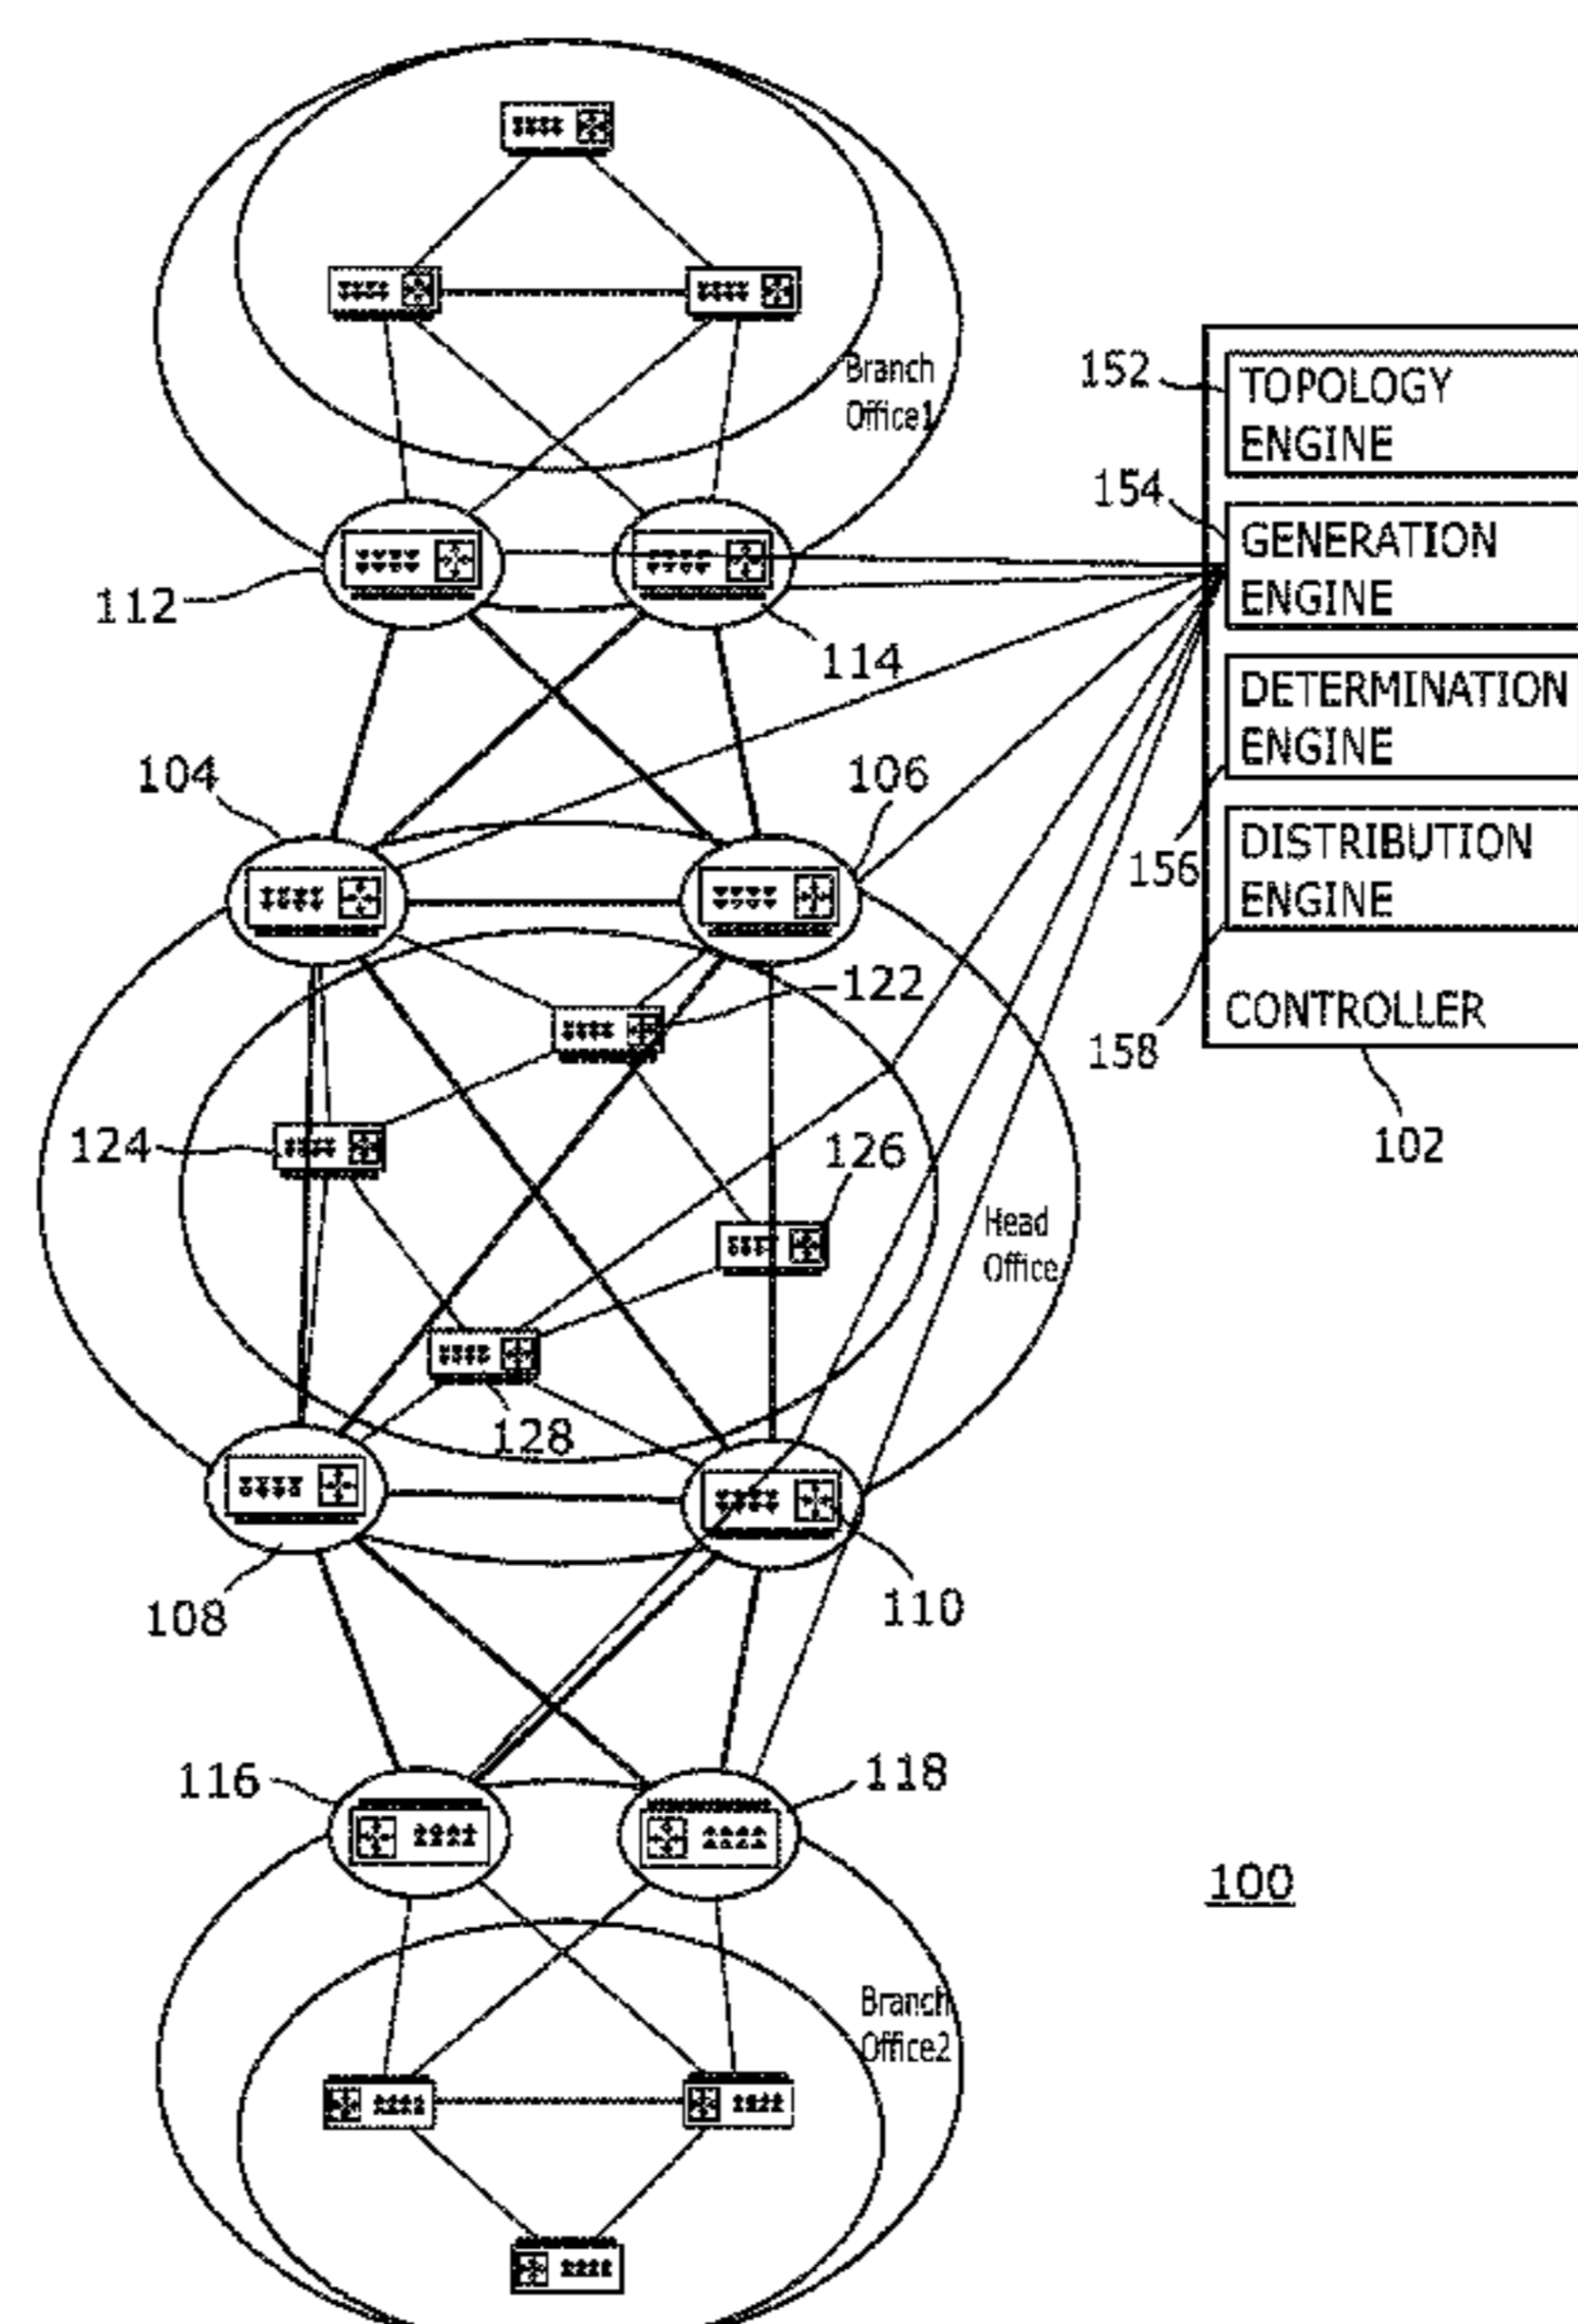 Branch
Office1
152
TOPOLOGY
ENGINE
154
GENERATION
ENGINE
112
114
DETERMINATION
ENGINE
104
106
156
DISTRIBUTION
ENGINE
122
158
CONTROLLER
124
126
102
Head
Office
128
108
110
116
118
100
Branch
Office2